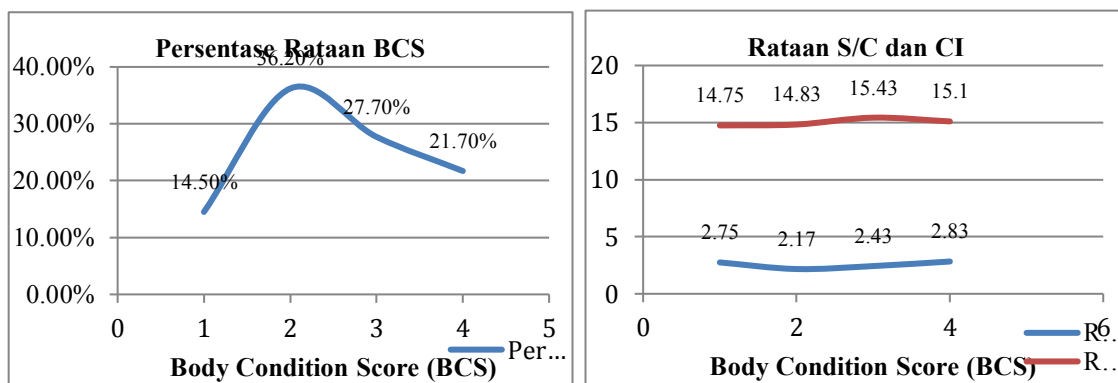 Persentase Rataan BCS
40.00%
30.00%
20.00%
10.00%
0.00%
14.50%
36.20%
27.70%
21.70%
0 1 2 3 4 5
Body Condition Score (BCS)
Per...
Rataan S/C dan CI
20
15
10
5
0
14.75 14.83 15.43 15.1
2.75 2.17 2.43 2.83
0 2 4 6
Body Condition Score (BCS)
R...
R...